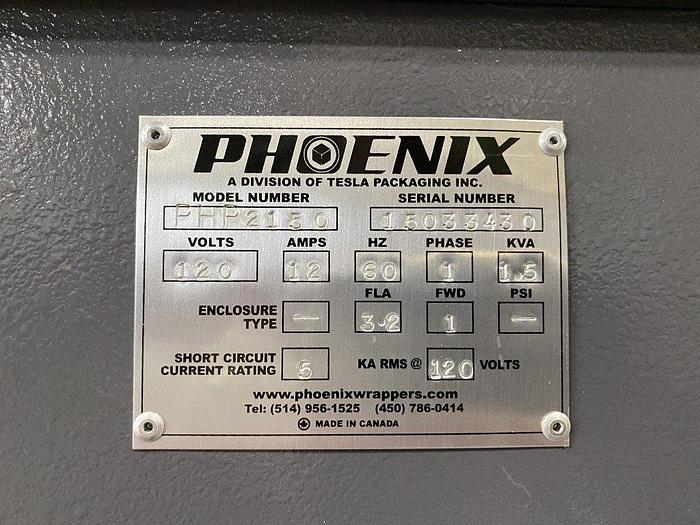 PHOENIX
A DIVISION OF TESLA PACKAGING INC.
MODEL NUMBER SERIAL NUMBER
PHP2150 15033430
VOLTS AMPS HZ PHASE KVA
120 12 60 1 1.5
FLA FWD PSI
ENCLOSURE TYPE — 3.2 1 —
SHORT CIRCUIT CURRENT RATING 5 KA RMS @ 120 VOLTS
www.phoenixwrappers.com
Tel: (514) 956-1525 (450) 786-0414
MADE IN CANADA